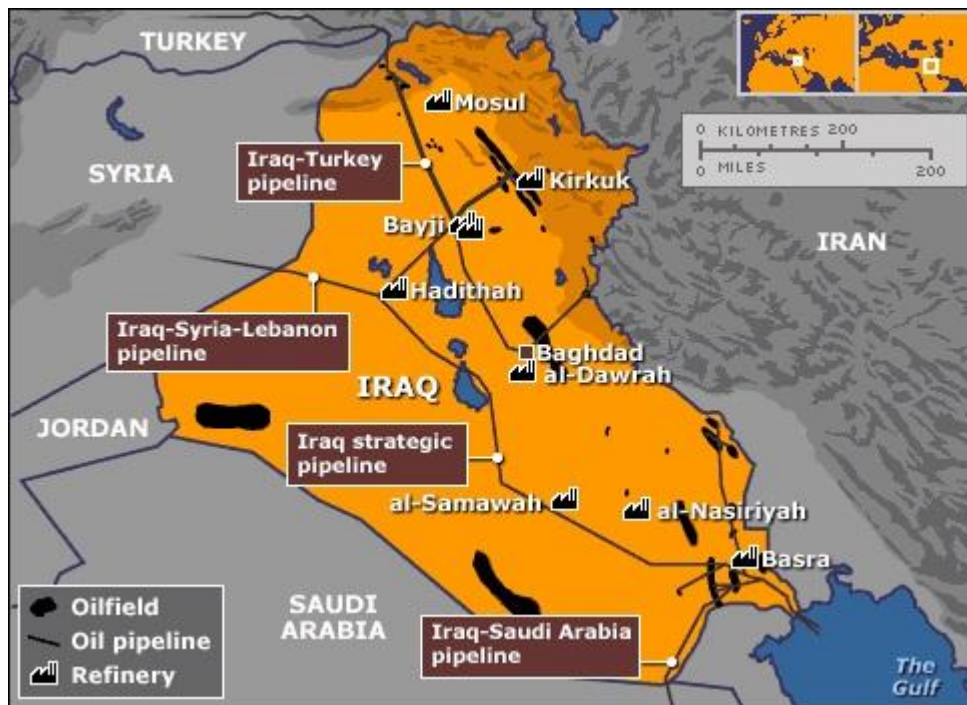 TURKEY
Mosul
0 KILOMETRES 200
0 MILES 200
SYRIA
Iraq-Turkey
pipeline
Kirkuk
Bayji
IRAN
Hadithah
Iraq-Syria-Lebanon
pipeline
Baghdad
al-Dawrah
IRAQ
JORDAN
Iraq strategic
pipeline
al-Samawah
al-Nasiriyah
Basra
SAUDI
ARABIA
Iraq-Saudi Arabia
pipeline
The
Gulf
Oilfield
Oil pipeline
Refinery